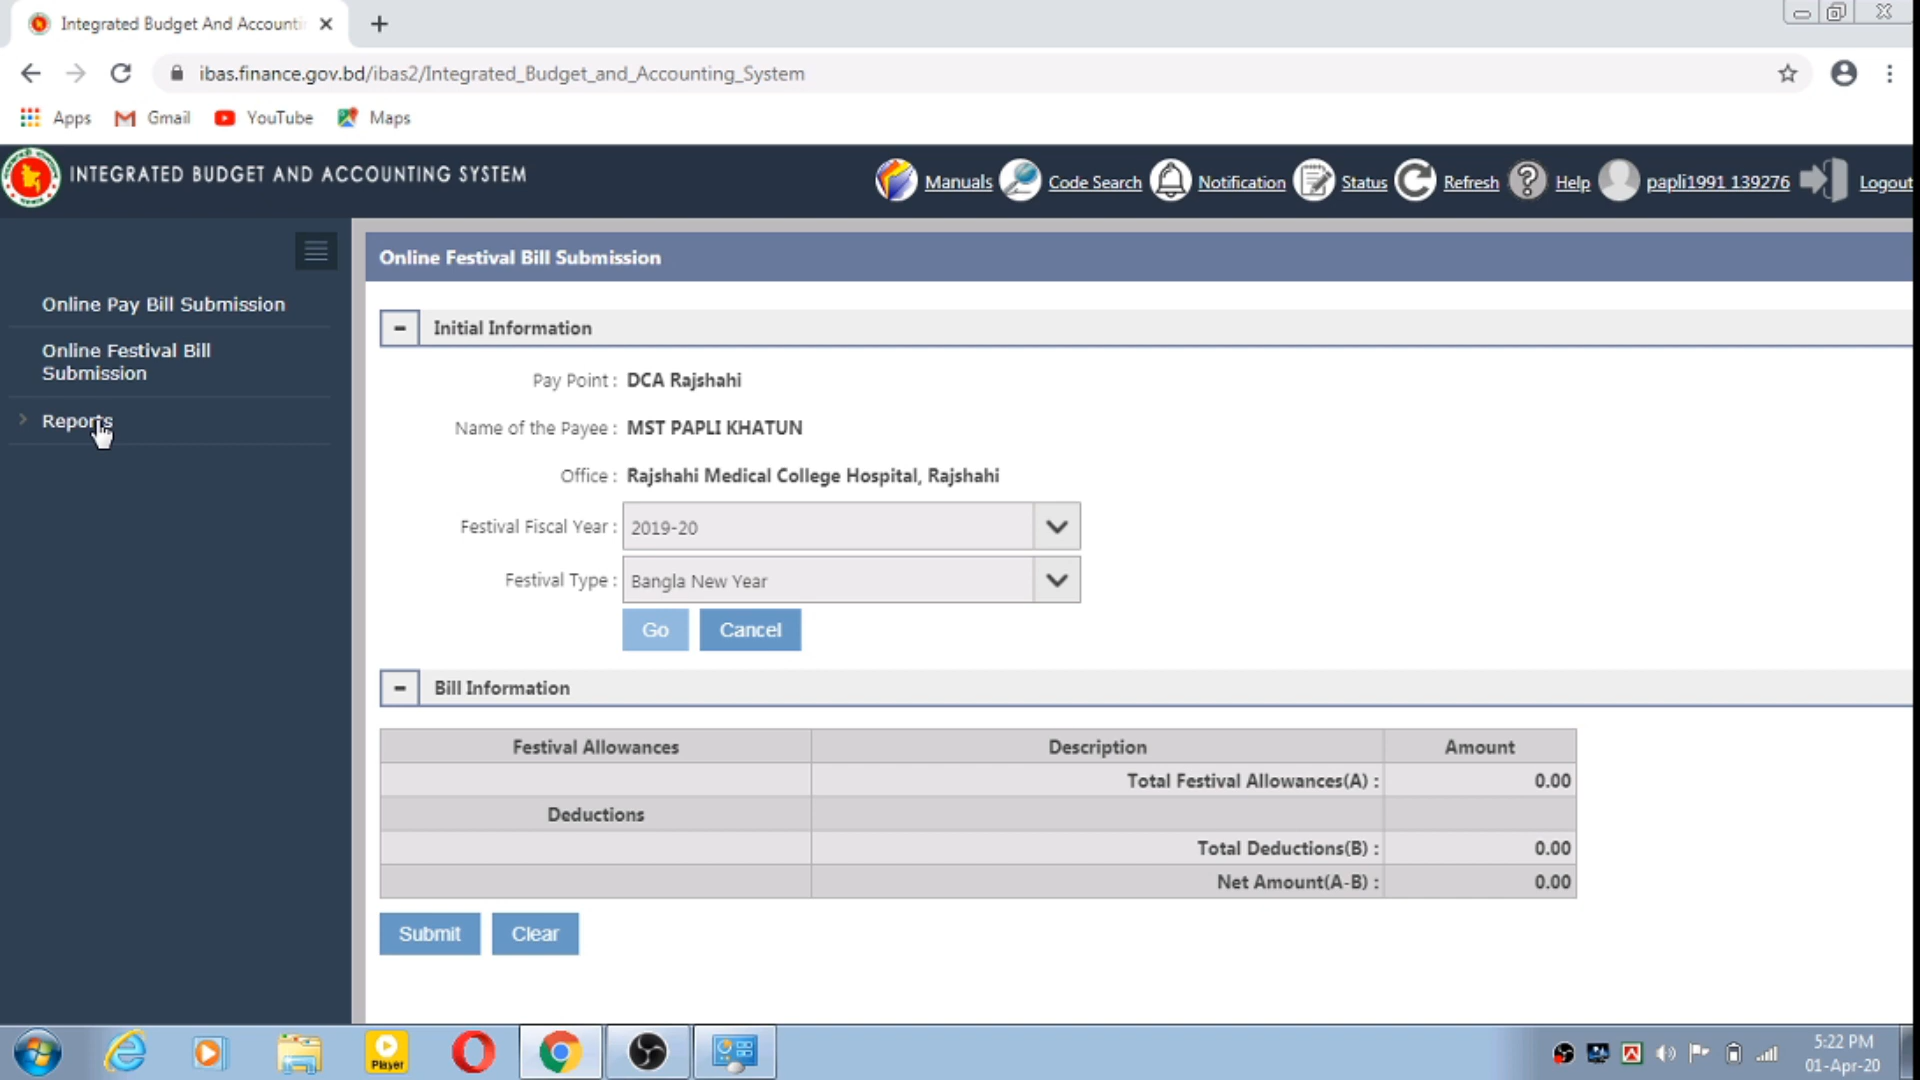 Integrated Budget And Accounti
ibas.finance.gov.bd/ibas2/Integrated_Budget_and_Accounting_System
Apps Gmail YouTube Maps
INTEGRATED BUDGET AND ACCOUNTING SYSTEM
Manuals Code Search Notification Status Refresh Help papli1991 139276 Logout
Online Pay Bill Submission
Online Festival Bill
Submission
Reports
Online Festival Bill Submission
Initial Information
Pay Point : DCA Rajshahi
Name of the Payee : MST PAPLI KHATUN
Office : Rajshahi Medical College Hospital, Rajshahi
Festival Fiscal Year : 2019-20
Festival Type : Bangla New Year
Go Cancel
Bill Information
Festival Allowances Description Amount
Total Festival Allowances(A) : 0.00
Deductions
Total Deductions(B) : 0.00
Net Amount(A-B) : 0.00
Submit Clear
Player
5:22 PM
01-Apr-20